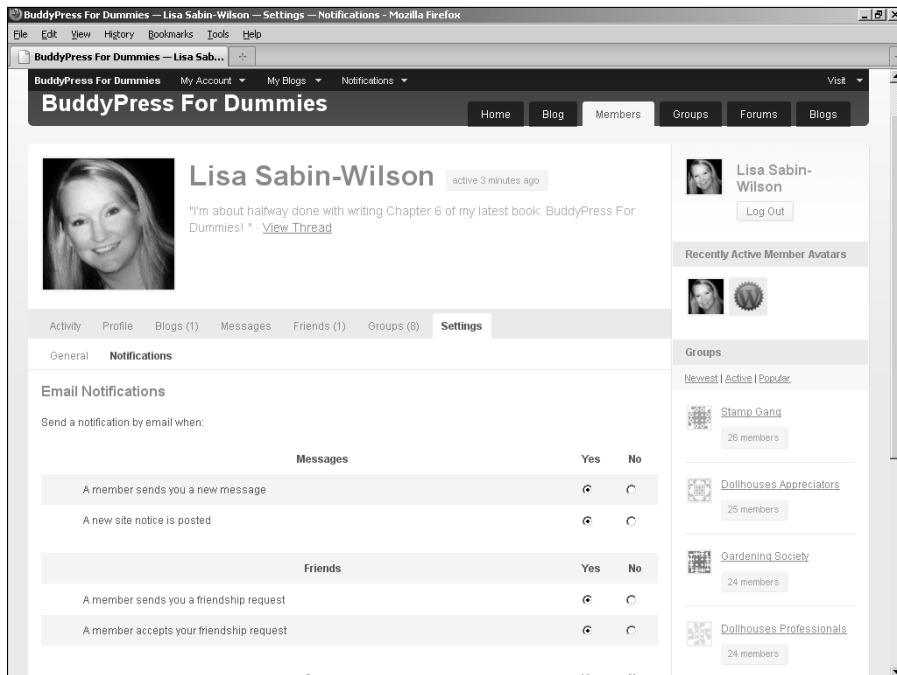 BuddyPress For Dummies — Lisa Sabin-Wilson — Settings — Notifications - Mozilla Firefox
File Edit View History Bookmarks Tools Help
BuddyPress For Dummies — Lisa Sab...
BuddyPress For Dummies My Account My Blogs Notifications Visit
BuddyPress For Dummies
Home Blog Members Groups Forums Blogs
Lisa Sabin-Wilson active 3 minutes ago
"I'm about halfway done with writing Chapter 6 of my latest book: BuddyPress For
Dummies! " · View Thread
Activity Profile Blogs (1) Messages Friends (1) Groups (8) Settings
General Notifications
Email Notifications
Send a notification by email when:
Messages Yes No
A member sends you a new message
A new site notice is posted
Friends Yes No
A member sends you a friendship request
A member accepts your friendship request
Lisa Sabin-
Wilson
Log Out
Recently Active Member Avatars
Groups
Newest | Active | Popular
Stamp Gang
26 members
Dollhouses Appreciators
25 members
Gardening Society
24 members
Dollhouses Professionals
24 members